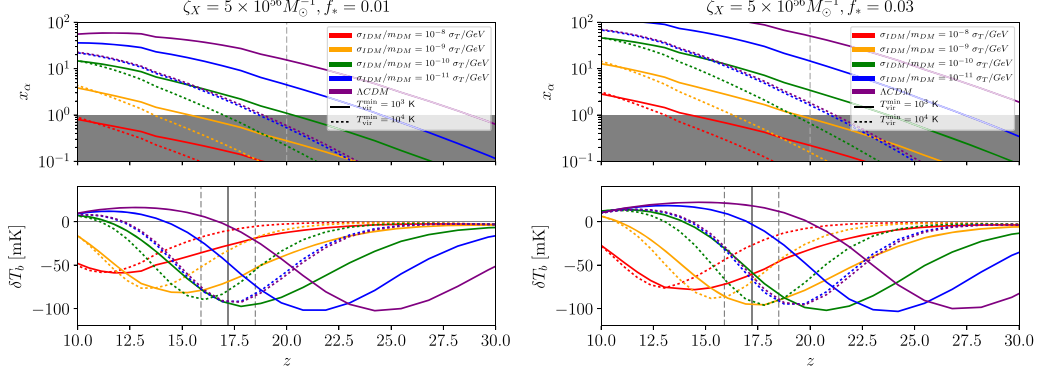 ζ_X = 5 × 10^56 M_⊙^−1, f_* = 0.01
10^2
10^1
10^0
10^−1
x_α
σ_IDM/m_DM = 10^−8 σ_T/GeV
σ_IDM/m_DM = 10^−9 σ_T/GeV
σ_IDM/m_DM = 10^−10 σ_T/GeV
σ_IDM/m_DM = 10^−11 σ_T/GeV
ΛCDM
T_vir^min = 10^3 K
T_vir^min = 10^4 K
0
−50
−100
δT_b [mK]
10.0 12.5 15.0 17.5 20.0 22.5 25.0 27.5 30.0
z
ζ_X = 5 × 10^56 M_⊙^−1, f_* = 0.03
10^2
10^1
10^0
10^−1
x_α
σ_IDM/m_DM = 10^−8 σ_T/GeV
σ_IDM/m_DM = 10^−9 σ_T/GeV
σ_IDM/m_DM = 10^−10 σ_T/GeV
σ_IDM/m_DM = 10^−11 σ_T/GeV
ΛCDM
T_vir^min = 10^3 K
T_vir^min = 10^4 K
0
−50
−100
δT_b [mK]
10.0 12.5 15.0 17.5 20.0 22.5 25.0 27.5 30.0
z